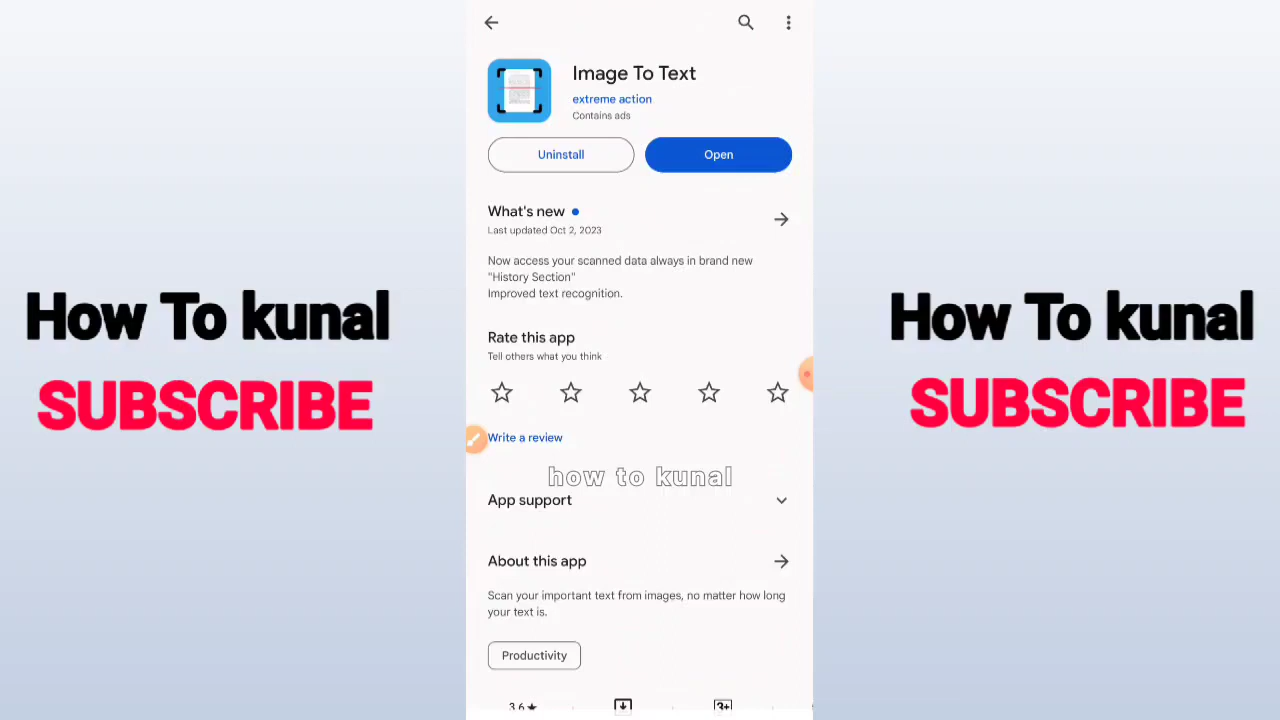 Image To Text
extreme action
Contains ads
Uninstall
Open
What's new
Last updated Oct 2, 2023
Now access your scanned data always in brand new
"History Section"
Improved text recognition.
Rate this app
Tell others what you think
Write a review
how to kunal
App support
About this app
Scan your important text from images, no matter how long
your text is.
Productivity
3.6★
3+
How To kunal
SUBSCRIBE
How To kunal
SUBSCRIBE